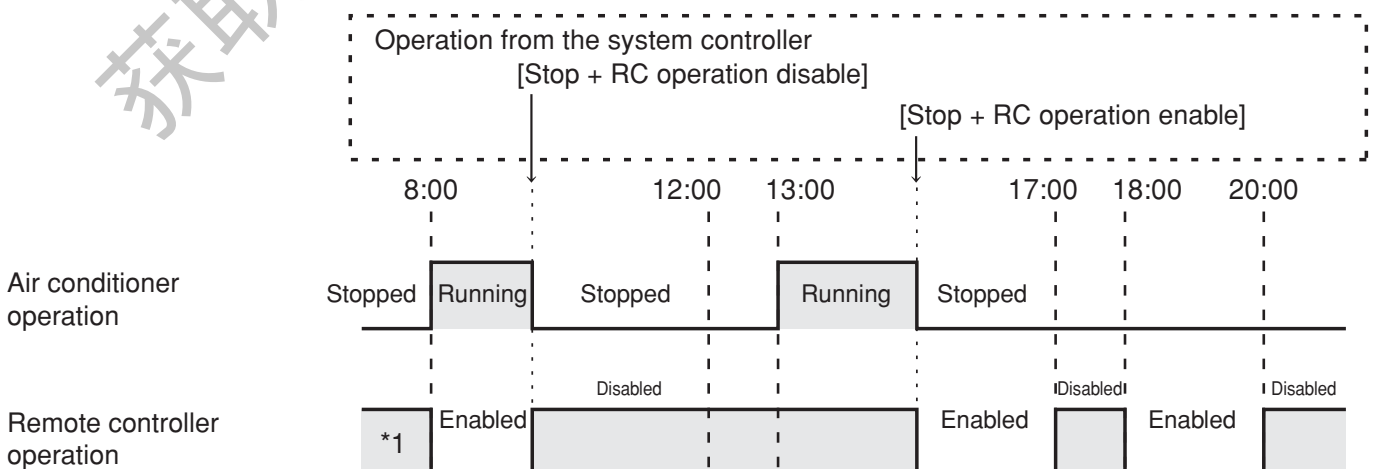 获取
Operation from the system controller
[Stop + RC operation disable]
[Stop + RC operation enable]
8:00 12:00 13:00 17:00 18:00 20:00
Air conditioner
operation
Stopped Running Stopped Running Stopped
Remote controller
operation
*1 Enabled Disabled Enabled Disabled Enabled Disabled